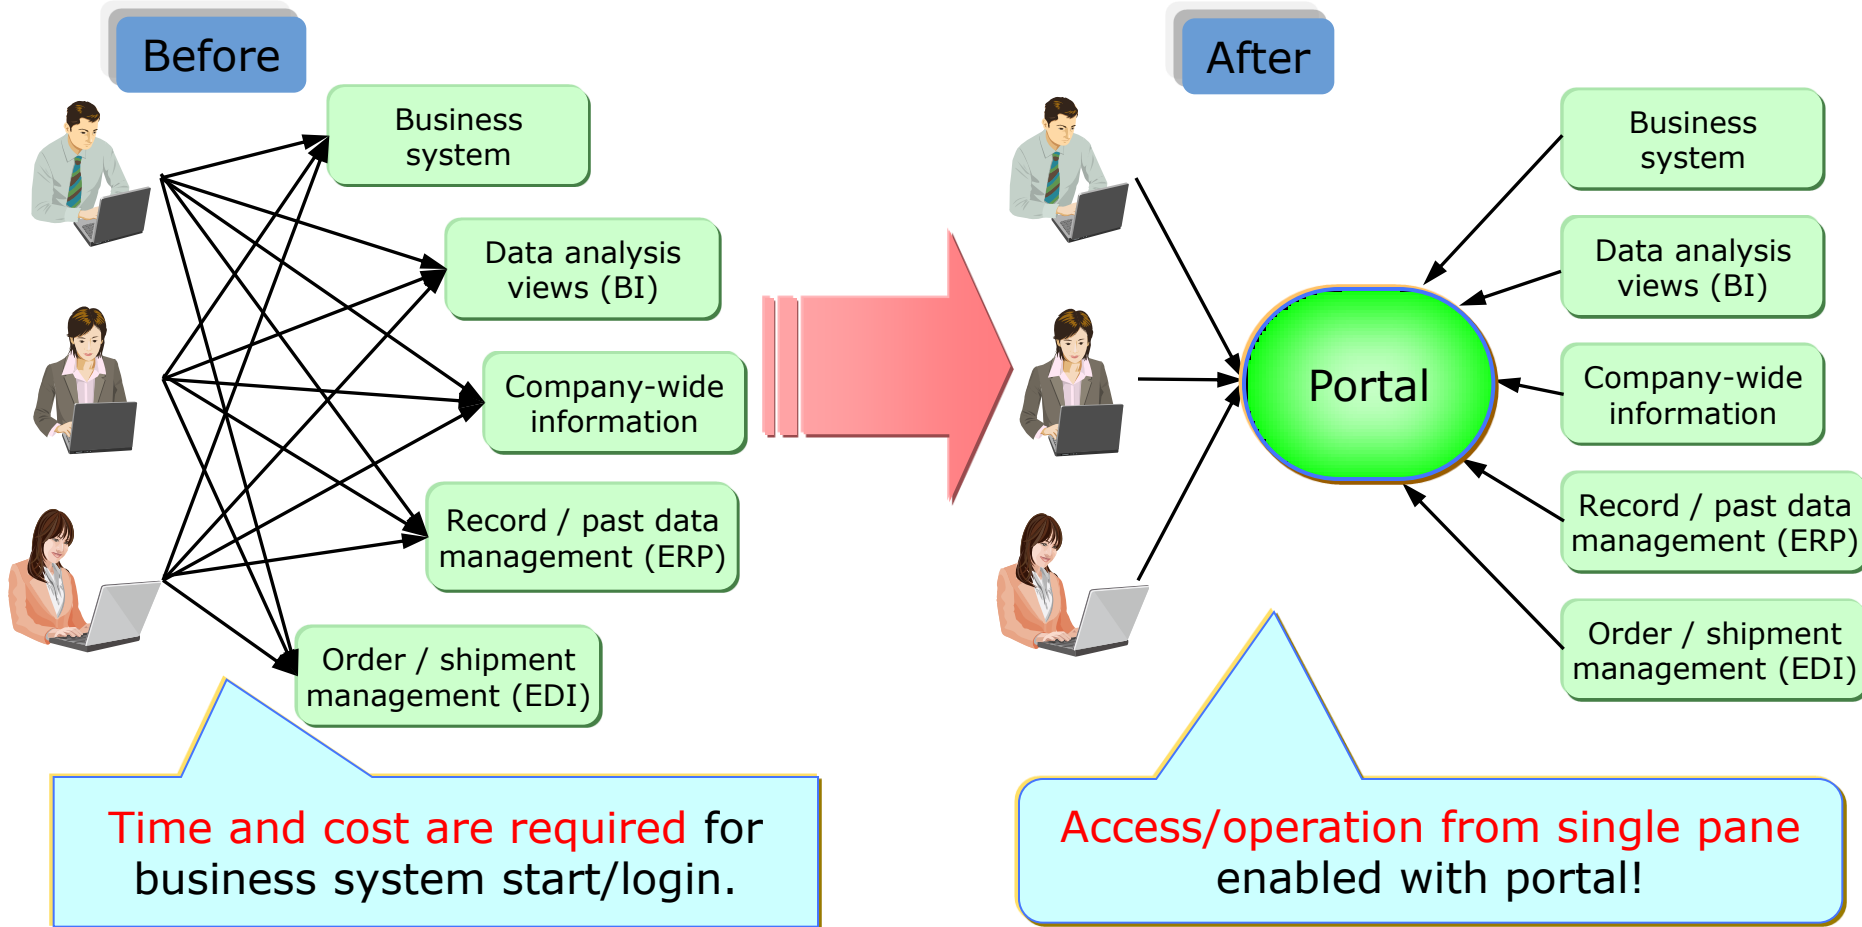 Before
Business
system
Data analysis
views (BI)
Company-wide
information
Record / past data
management (ERP)
Order / shipment
management (EDI)
Time and cost are required for
business system start/login.
After
Portal
Business
system
Data analysis
views (BI)
Company-wide
information
Record / past data
management (ERP)
Order / shipment
management (EDI)
Access/operation from single pane
enabled with portal!